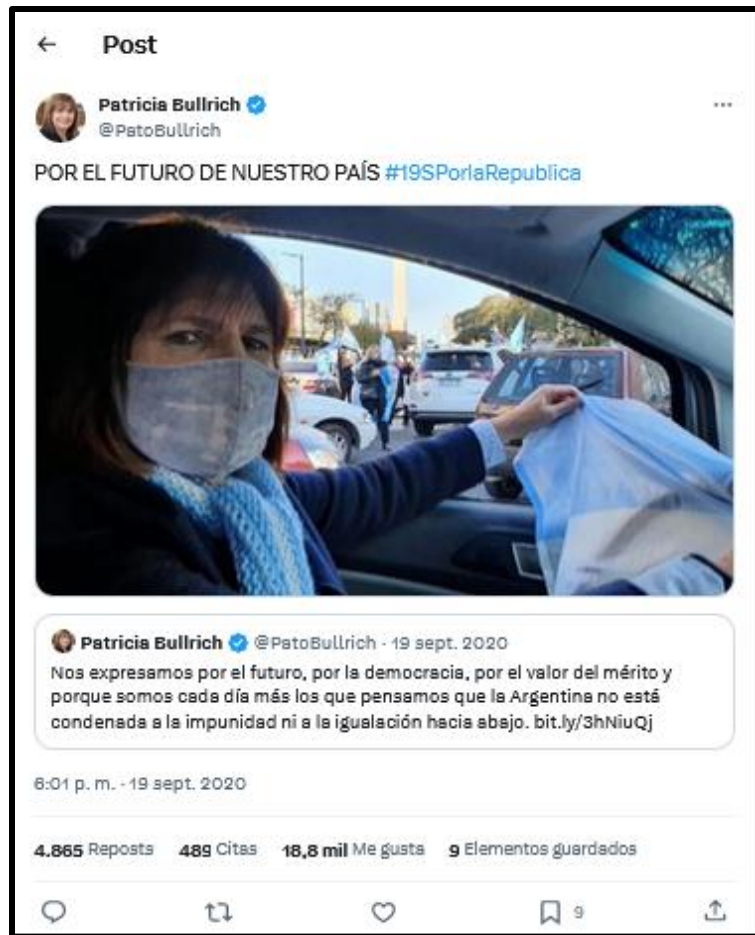 Post
Patricia Bullrich
@PatoBullrich
POR EL FUTURO DE NUESTRO PAÍS #19SPorlaRepublica
Patricia Bullrich @PatoBullrich · 19 sept. 2020
Nos expresamos por el futuro, por la democracia, por el valor del mérito y
porque somos cada día más los que pensamos que la Argentina no está
condenada a la impunidad ni a la igualación hacia abajo. bit.ly/3hNiuQj
6:01 p. m. · 19 sept. 2020
4.865 Reposts 489 Citas 18,8 mil Me gusta 9 Elementos guardados
9